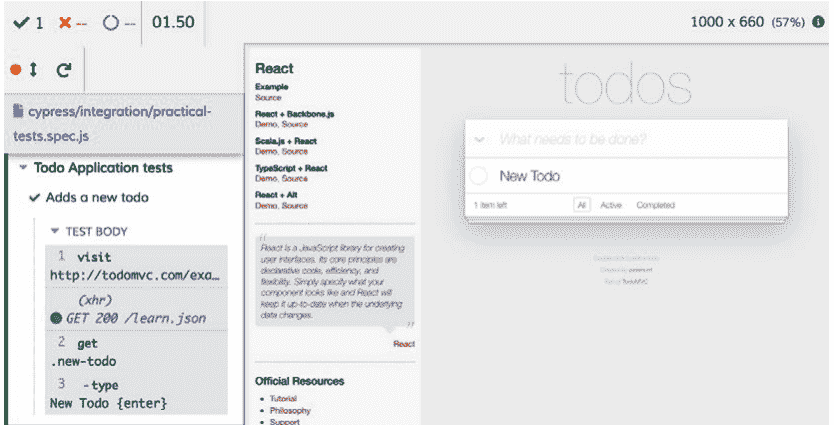 1 -- -- 01.50
1000 x 660 (57%)
cypress/integration/practical-
tests.spec.js
Todo Application tests
Adds a new todo
TEST BODY
1 visit
http://todomvc.com/exa…
(xhr)
GET 200 /learn.json
2 get
.new-todo
3 -type
New Todo {enter}
React
Example
Source
React + Backbone.js
Demo, Source
Scala.js + React
Demo, Source
TypeScript + React
Demo, Source
React + Alt
Demo, Source
React is a JavaScript library for creating
user interfaces. Its core principles are
declarative code, efficiency, and
flexibility. Simply specify what your
component looks like and React will
keep it up-to-date when the underlying
data changes.
React
Official Resources
Tutorial
Philosophy
Support
todos
What needs to be done?
New Todo
1 item left All Active Completed